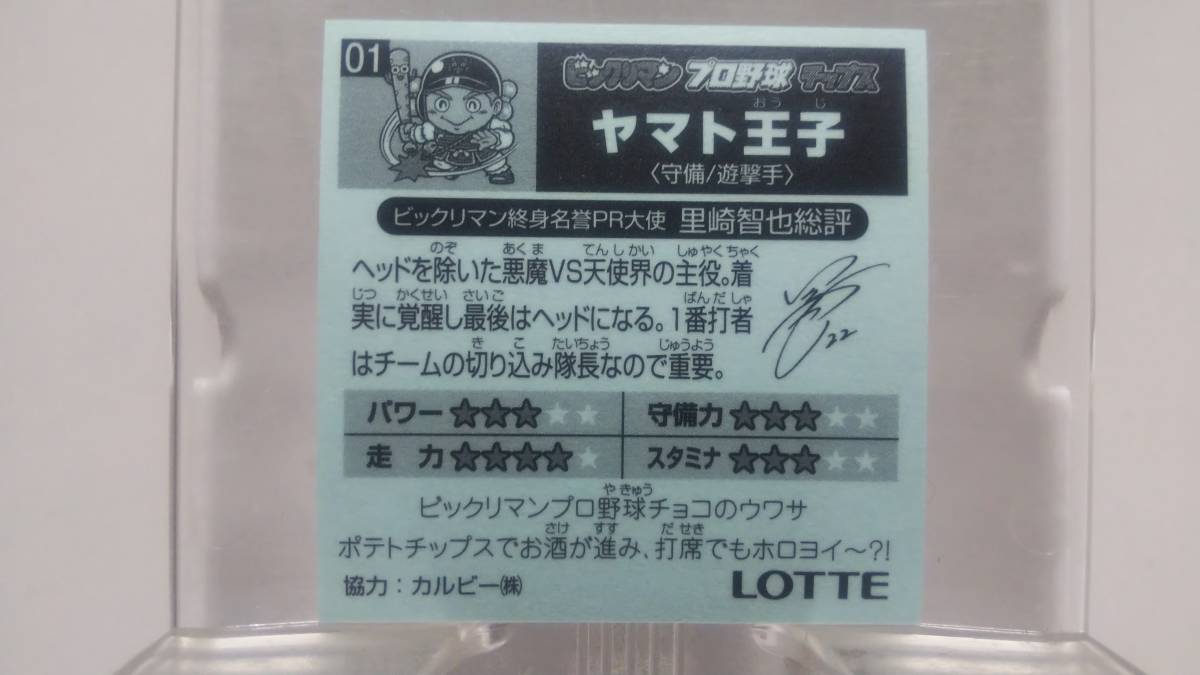 01
ビックリマンプロ野球チップス
おうじ
ヤマト王子
〈守備/遊撃手〉
ビックリマン終身名誉PR大使 里崎智也総評
のぞ あくま てんしかい しゅやくちゃく
ヘッドを除いた悪魔VS天使界の主役。着
じつ かくせい さいご ばんだしゃ
実に覚醒し最後はヘッドになる。1番打者
き こ たいちょう じゅうよう
はチームの切り込み隊長なので重要。
22
パワー ★★★★★ 守備力 ★★★★★
走 力 ★★★★★ スタミナ ★★★★★
やきゅう
ビックリマンプロ野球チョコのウワサ
さけ すす だせき
ポテトチップスでお酒が進み、打席でもホロヨイ～?!
協力：カルビー㈱ LOTTE